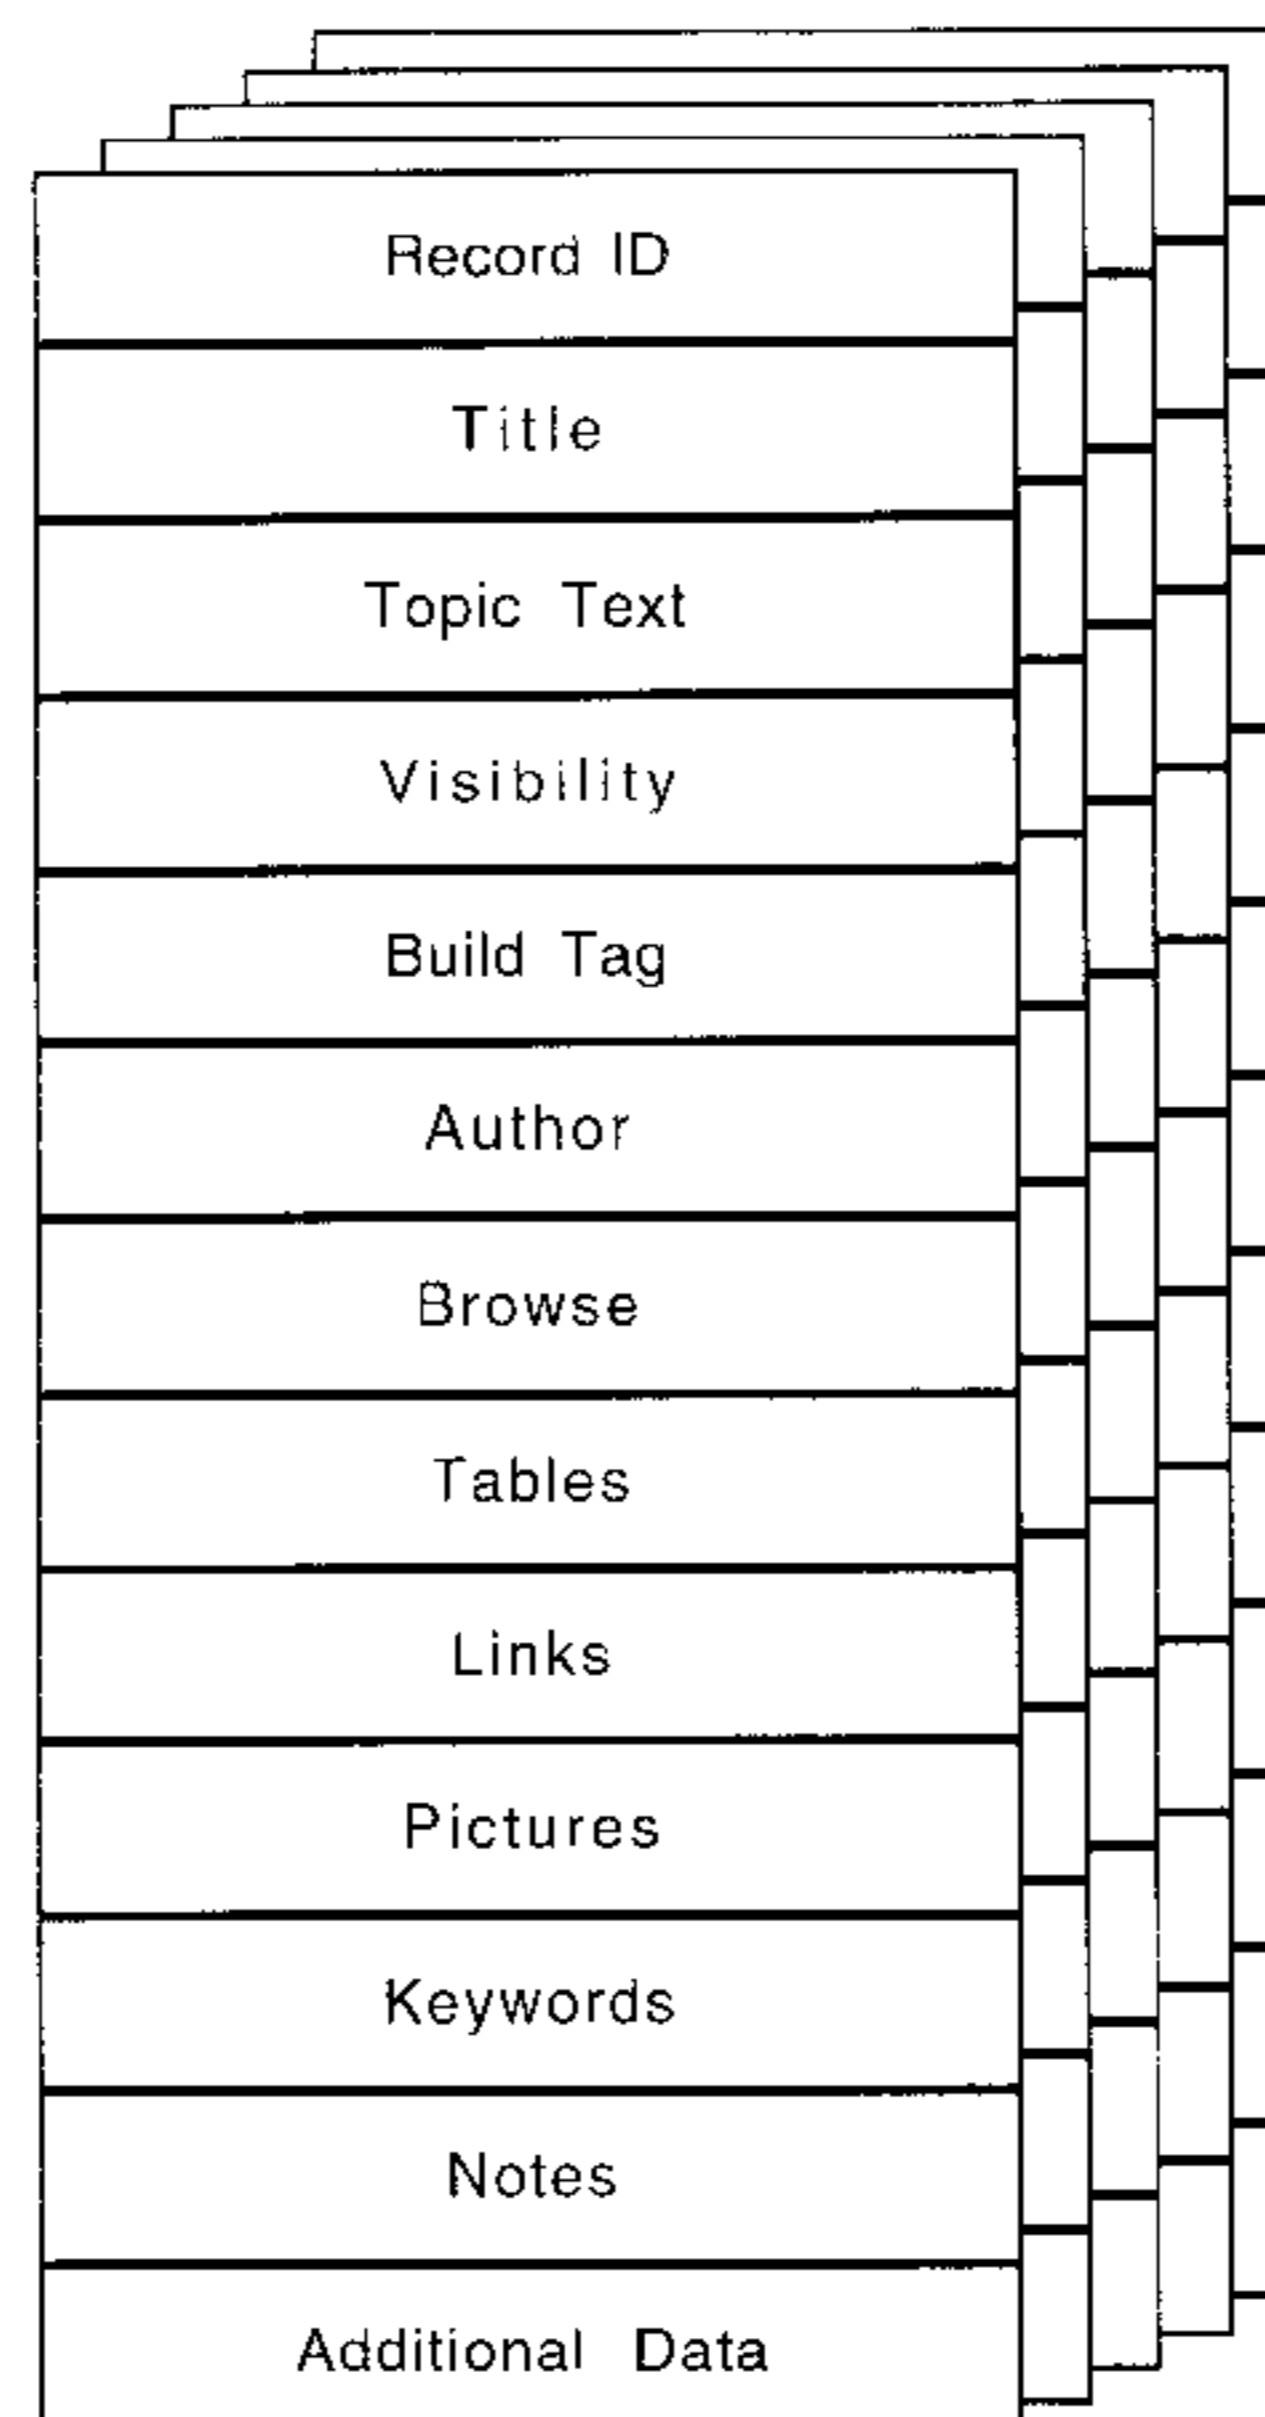 Record ID
Title
Topic Text
Visibility
Build Tag
Author
Browse
Tables
Links
Pictures
Keywords
Notes
Additional Data